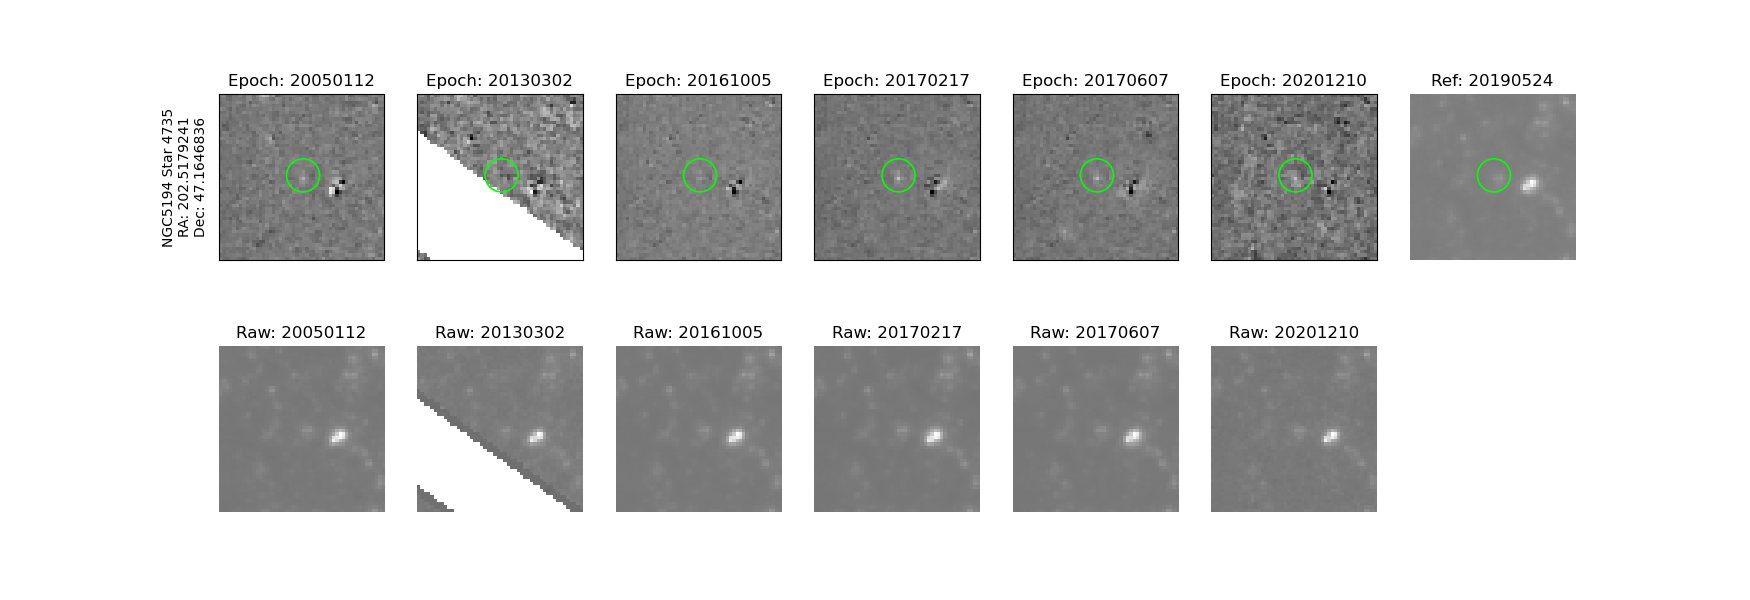 Epoch: 20050112
Epoch: 20130302
Epoch: 20161005
Epoch: 20170217
Epoch: 20170607
Epoch: 20201210
Ref: 20190524
NGC5194 Star 4735
RA: 202.5179241
Dec: 47.1646836
Raw: 20050112
Raw: 20130302
Raw: 20161005
Raw: 20170217
Raw: 20170607
Raw: 20201210